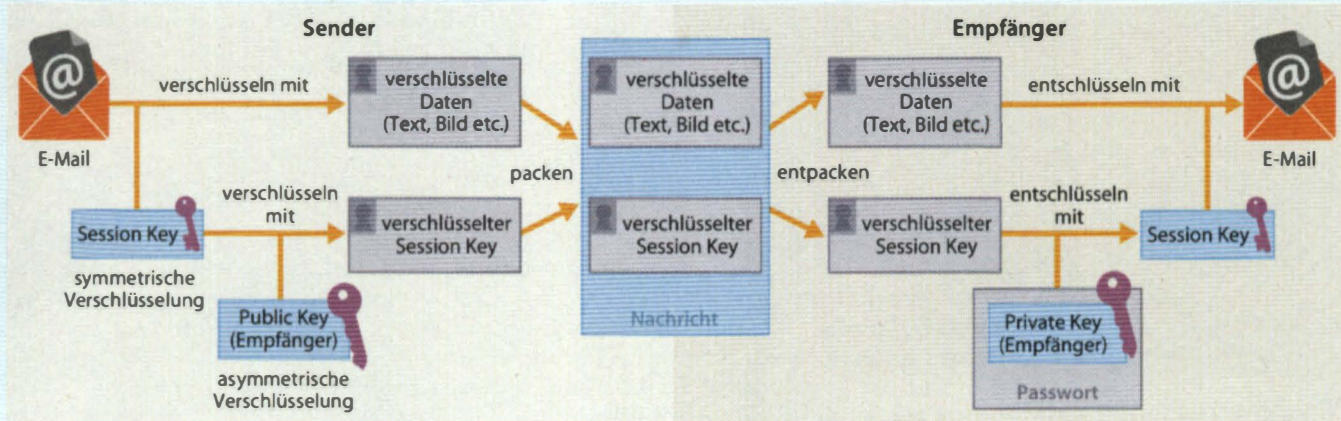 Sender
Empfänger
E-Mail
verschlüsseln mit
verschlüsselte
Daten
(Text, Bild etc.)
verschlüsselte
Daten
(Text, Bild etc.)
verschlüsselte
Daten
(Text, Bild etc.)
entschlüsseln mit
E-Mail
packen
entpacken
Session Key
symmetrische
Verschlüsselung
verschlüsseln
mit
verschlüsselter
Session Key
verschlüsselter
Session Key
verschlüsselter
Session Key
entschlüsseln
mit
Session Key
Public Key
(Empfänger)
asymmetrische
Verschlüsselung
Nachricht
Private Key
(Empfänger)
Passwort